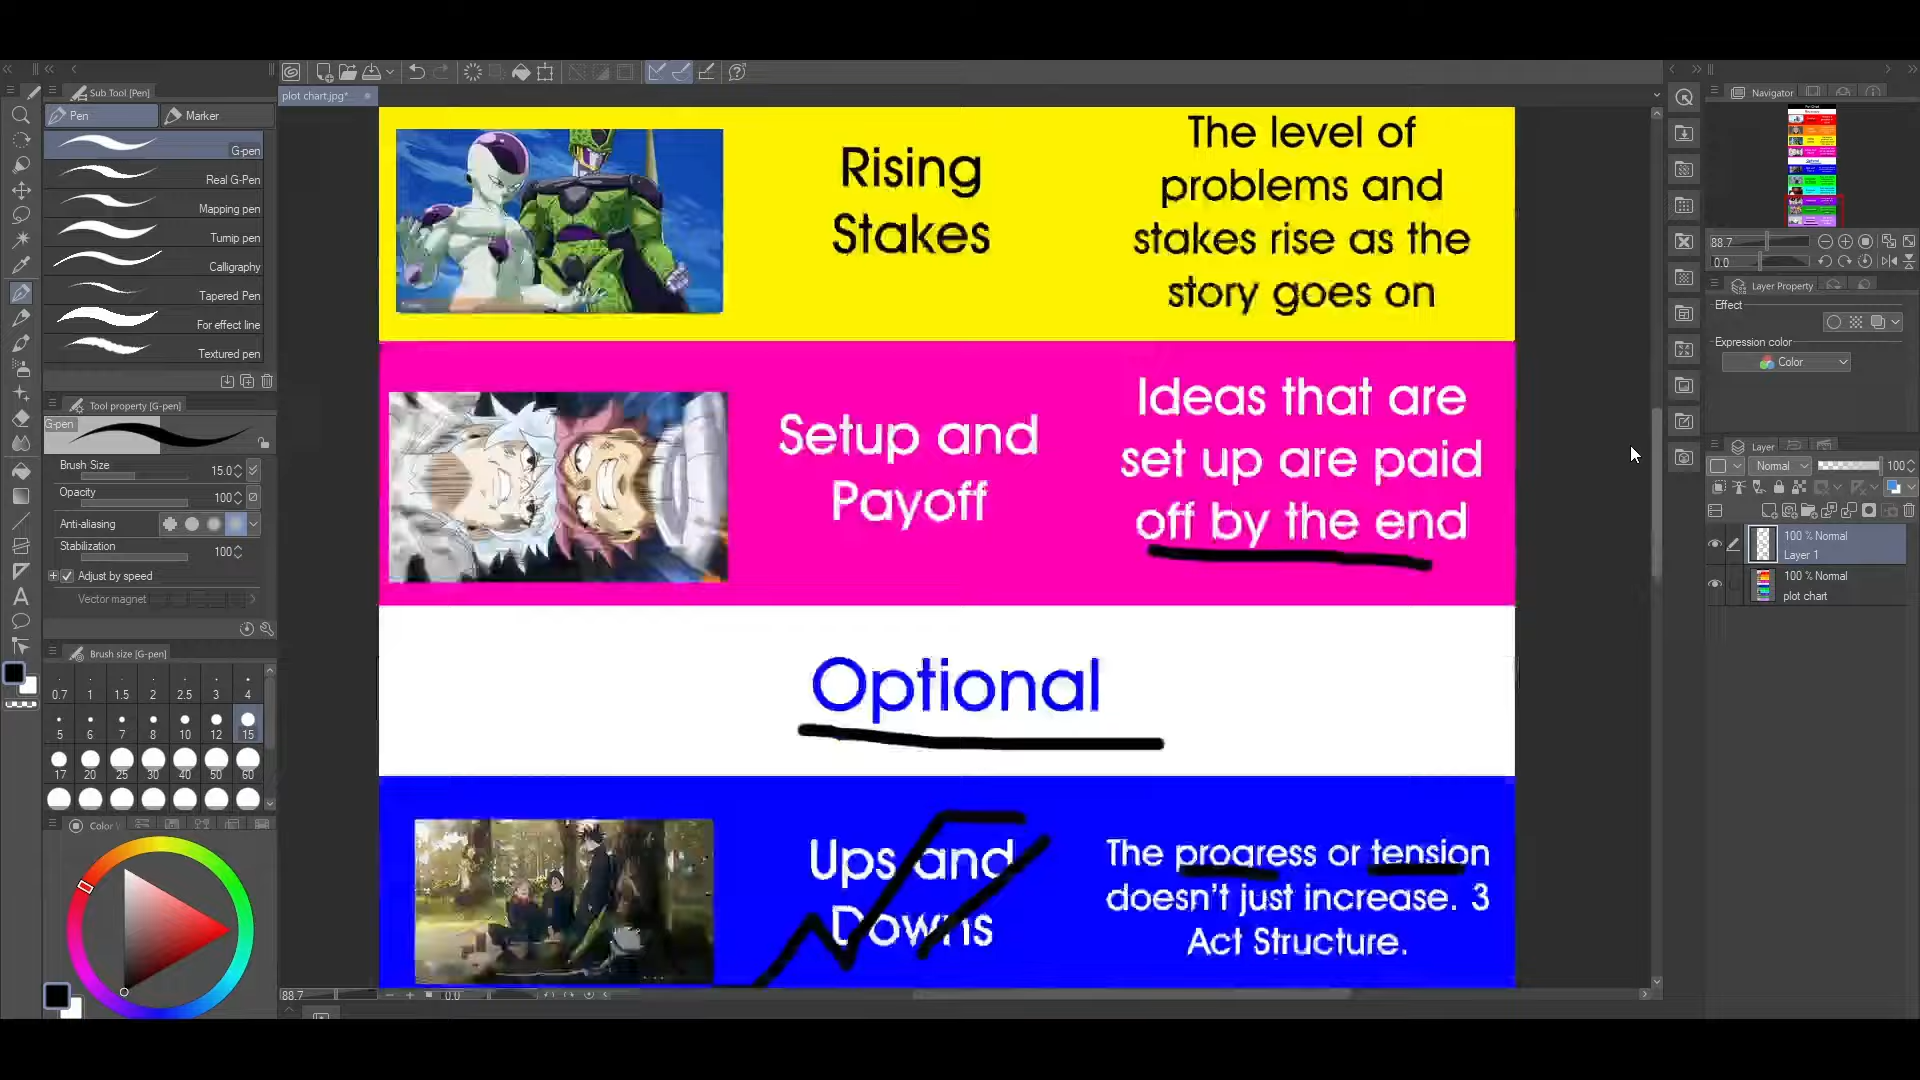 Sub Tool [Pen]
Pen
Marker
G-pen
Real G-Pen
Mapping pen
Turnip pen
Calligraphy
Tapered Pen
For effect line
Textured pen
Tool property [G-pen]
G-pen
Brush Size
15.0
Opacity
100
Anti-aliasing
Stabilization
100
Adjust by speed
Vector magnet
Brush size [G-pen]
0.7 1 1.5 2 2.5 3 4
5 6 7 8 10 12 15
17 20 25 30 40 50 60
Color
plot chart.jpg*
Rising
Stakes
The level of
problems and
stakes rise as the
story goes on
Setup and
Payoff
Ideas that are
set up are paid
off by the end
Optional
Ups and
Downs
The progress or tension
doesn't just increase. 3
Act Structure.
88.7
0.0
Navigator
88.7
0.0
Layer Property
Effect
Expression color
Color
Layer
Normal
100
100 % Normal
Layer 1
100 % Normal
plot chart